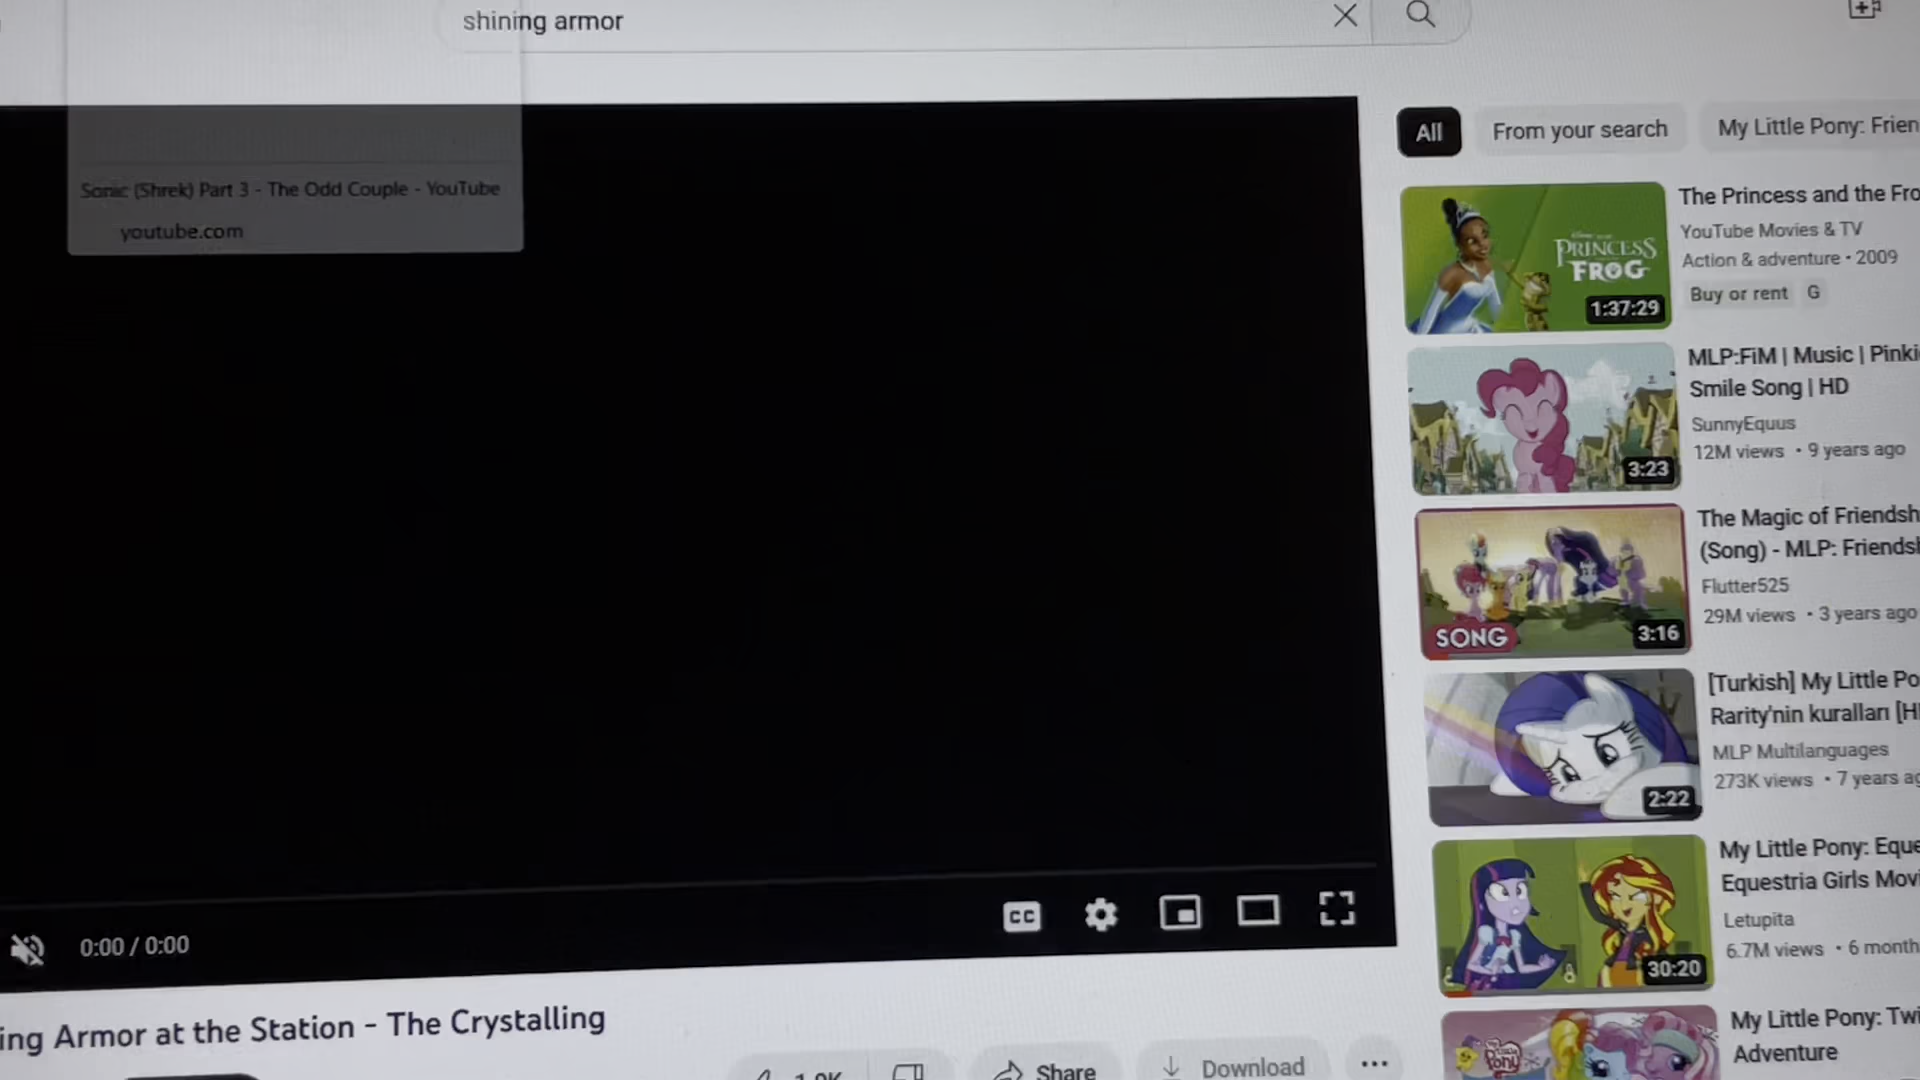 shining armor
Sonic (Shrek) Part 3 - The Odd Couple - YouTube
youtube.com
All
From your search
My Little Pony: Frien
PRINCESS
FROG
1:37:29
The Princess and the Fro
YouTube Movies & TV
Action & adventure • 2009
Buy or rent G
3:23
MLP:FiM | Music | Pinki
Smile Song | HD
SunnyEquus
12M views • 9 years ago
SONG
3:16
The Magic of Friendsh
(Song) - MLP: Friendsh
Flutter525
29M views • 3 years ago
2:22
[Turkish] My Little Po
Rarity'nin kuralları [H
MLP Multilanguages
273K views • 7 years ag
30:20
My Little Pony: Eque
Equestria Girls Movi
Letupita
6.7M views • 6 month
Pony
My Little Pony: Twi
Adventure
CC
0:00 / 0:00
ing Armor at the Station - The Crystalling
Share
Download